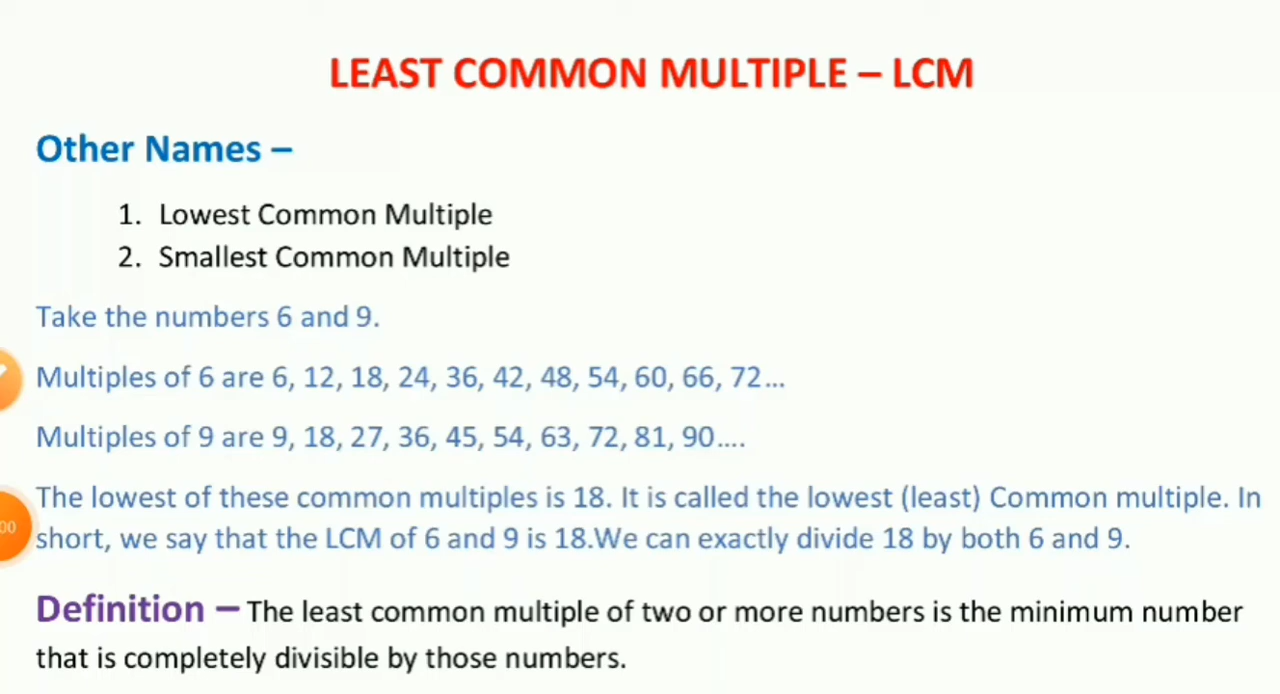 LEAST COMMON MULTIPLE – LCM
Other Names –
1. Lowest Common Multiple
2. Smallest Common Multiple
Take the numbers 6 and 9.
Multiples of 6 are 6, 12, 18, 24, 36, 42, 48, 54, 60, 66, 72...
Multiples of 9 are 9, 18, 27, 36, 45, 54, 63, 72, 81, 90....
The lowest of these common multiples is 18. It is called the lowest (least) Common multiple. In
:00
short, we say that the LCM of 6 and 9 is 18.We can exactly divide 18 by both 6 and 9.
Definition – The least common multiple of two or more numbers is the minimum number
that is completely divisible by those numbers.